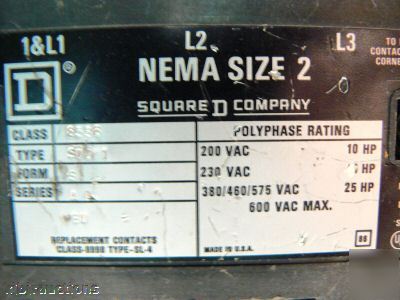 1&L1 L2 L3 TO
NEMA SIZE 2 CONTAC
CORNE
D ®
SQUARE D COMPANY
CLASS
TYPE
FORM
SERIES
POLYPHASE RATING
200 VAC 10 HP
230 VAC HP
380/460/575 VAC 25 HP
600 VAC MAX.
REPLACEMENT CONTACTS
CLASS-9998 TYPE-SL-4
MADE IN U.S.A.